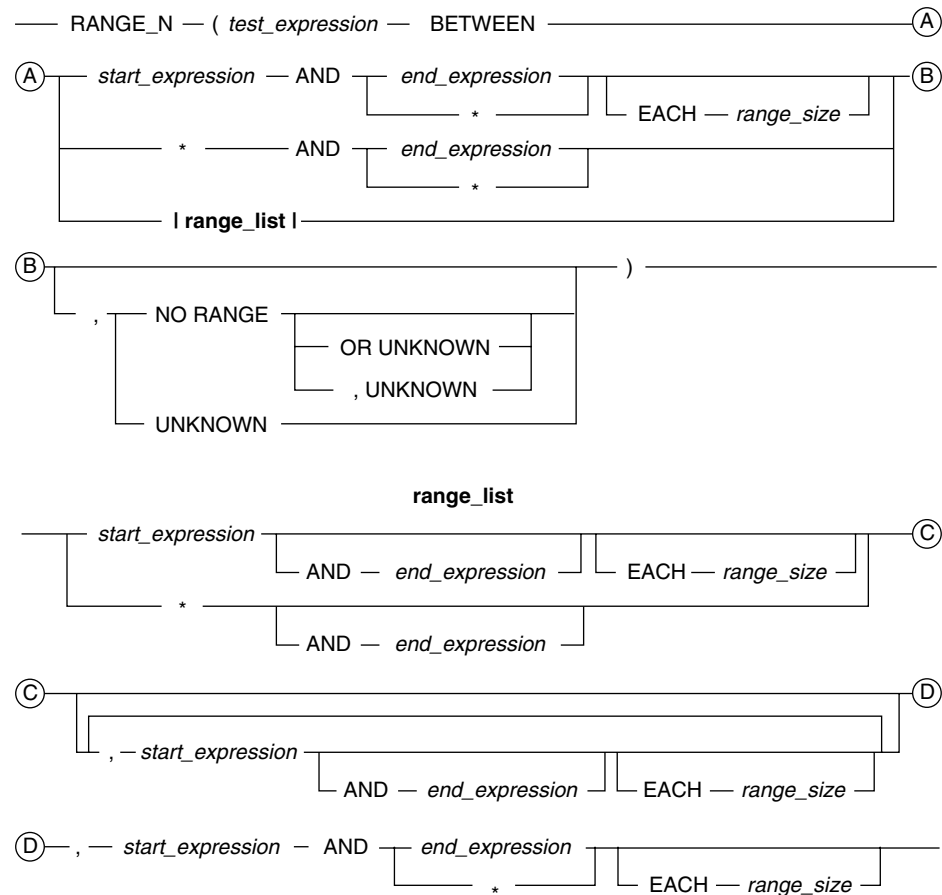 RANGE_N ( test_expression BETWEEN A
A start_expression AND end_expression B
* EACH range_size
* AND end_expression
*
| range_list |
B )
, NO RANGE
OR UNKNOWN
, UNKNOWN
UNKNOWN
range_list
start_expression C
AND end_expression EACH range_size
*
AND end_expression
C D
, start_expression
AND end_expression EACH range_size
D , start_expression AND end_expression
* EACH range_size